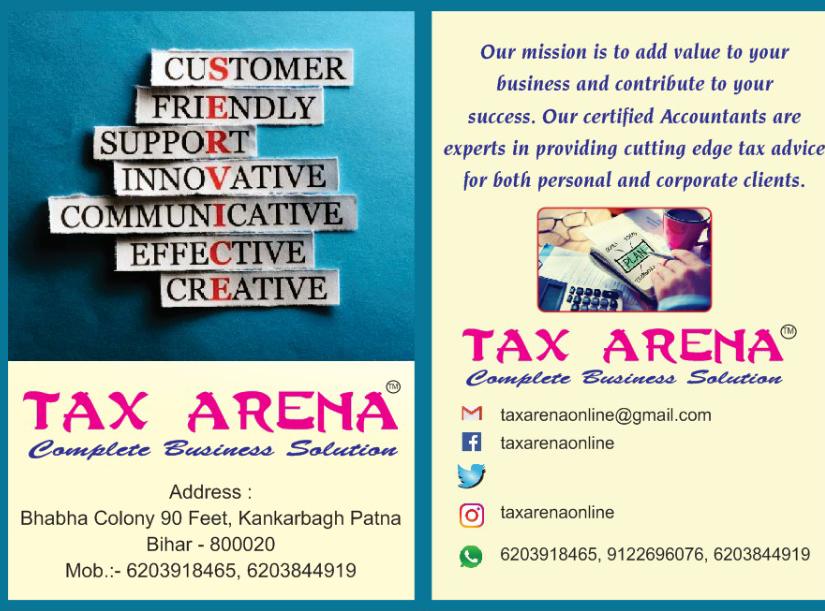 CUSTOMER
FRIENDLY
SUPPORT
INNOVATIVE
COMMUNICATIVE
EFFECTIVE
CREATIVE
TAX ARENA™
Complete Business Solution
Address :
Bhabha Colony 90 Feet, Kankarbagh Patna
Bihar - 800020
Mob.:- 6203918465, 6203844919
Our mission is to add value to your
business and contribute to your
success. Our certified Accountants are
experts in providing cutting edge tax advice
for both personal and corporate clients.
PLAN
TAX ARENA™
Complete Business Solution
taxarenaonline@gmail.com
taxarenaonline
taxarenaonline
6203918465, 9122696076, 6203844919